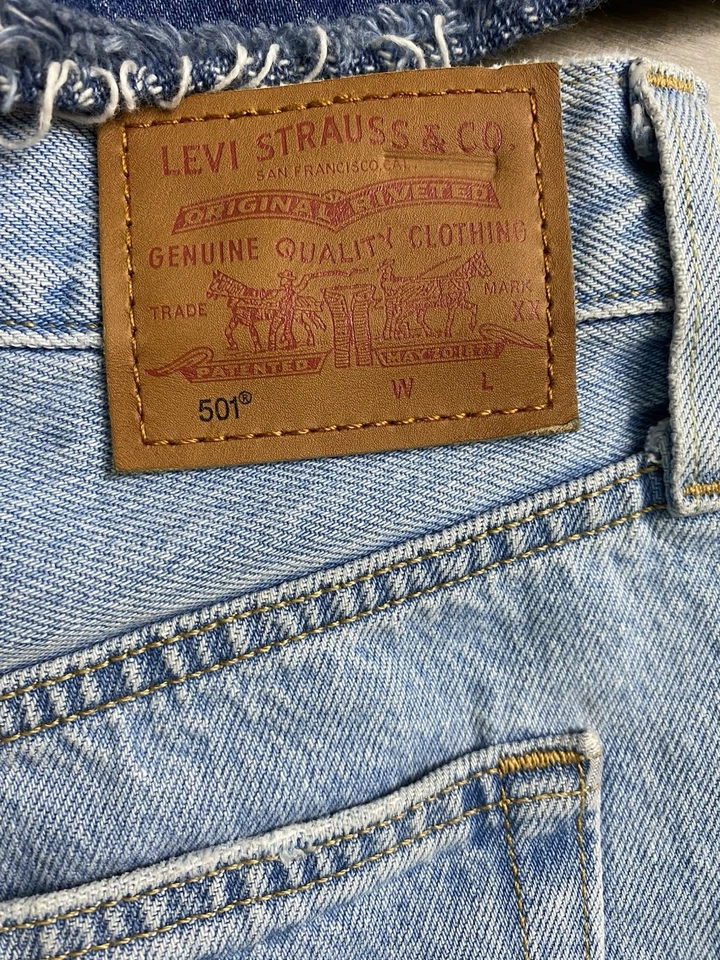 LEVI STRAUSS & CO.
SAN FRANCISCO, CAL.
ORIGINAL RIVETED
GENUINE QUALITY CLOTHING
TRADE MARK
XX
PATENTED MAY 20 1873
501® W L